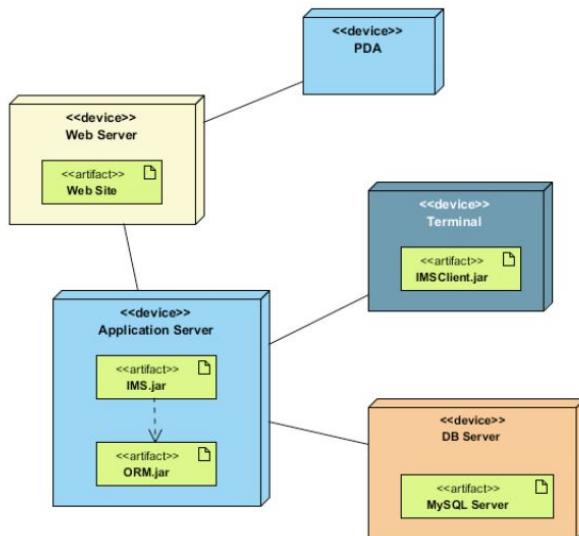 <<device>>
PDA
<<device>>
Web Server
<<artifact>>
Web Site
<<device>>
Terminal
<<artifact>>
IMSClient.jar
<<device>>
Application Server
<<artifact>>
IMS.jar
<<artifact>>
ORM.jar
<<device>>
DB Server
<<artifact>>
MySQL Server